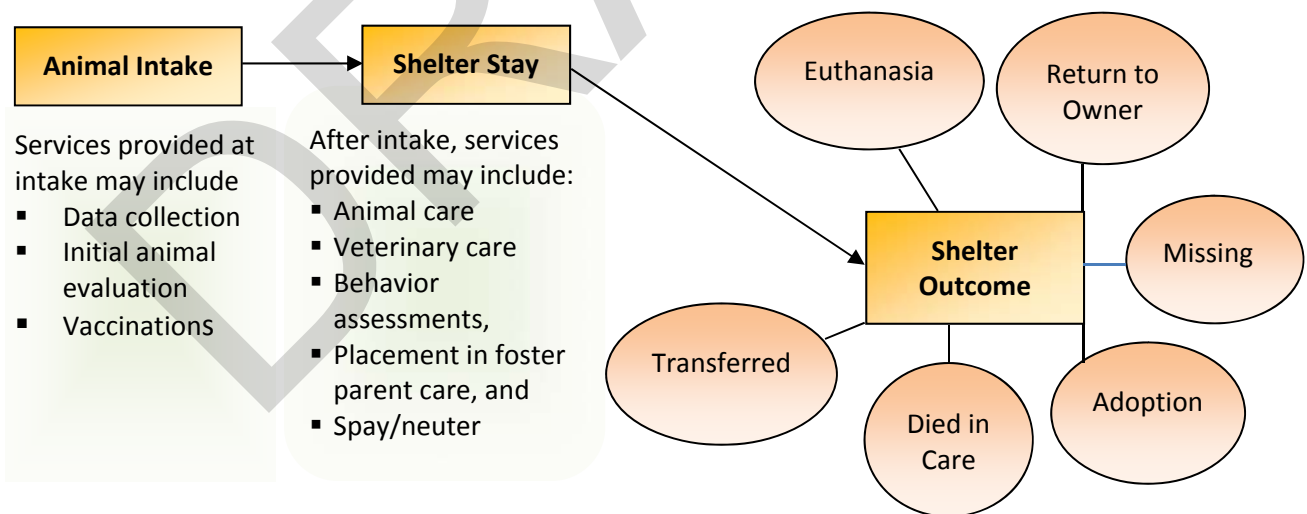 Animal Intake
Services provided at
intake may include
▪ Data collection
▪ Initial animal
evaluation
▪ Vaccinations
Shelter Stay
After intake, services
provided may include:
▪ Animal care
▪ Veterinary care
▪ Behavior
assessments,
▪ Placement in foster
parent care, and
▪ Spay/neuter
Shelter
Outcome
Euthanasia
Return to
Owner
Missing
Adoption
Died in
Care
Transferred